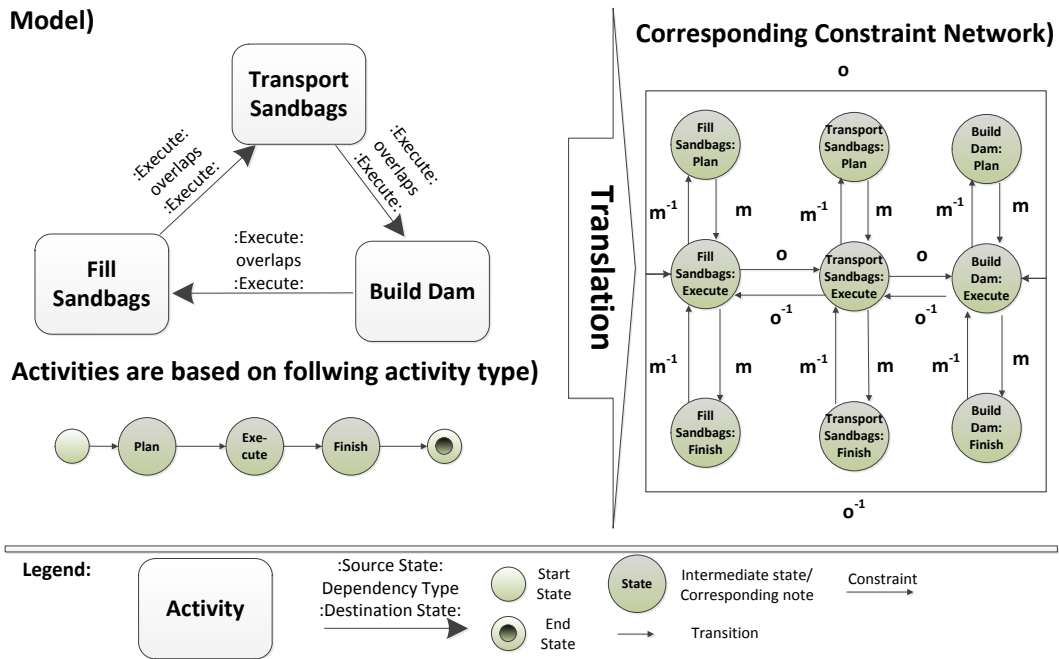 Model)
Transport
Sandbags
:Execute:
overlaps
:Execute:
:Execute:
overlaps
:Execute:
Fill
Sandbags
:Execute:
overlaps
:Execute:
Build Dam
Activities are based on follwing activity type)
Plan
Exe-
cute
Finish
Translation
Corresponding Constraint Network)
o
Fill
Sandbags:
Plan
Transport
Sandbags:
Plan
Build
Dam:
Plan
m-1
m
m-1
m
m-1
m
Fill
Sandbags:
Execute
o
Transport
Sandbags:
Execute
o
Build
Dam:
Execute
o-1
o-1
m-1
m
m-1
m
m-1
m
Fill
Sandbags:
Finish
Transport
Sandbags:
Finish
Build
Dam:
Finish
o-1
Legend:
Activity
:Source State:
Dependency Type
:Destination State:
Start
State
End
State
State
Intermediate state/
Corresponding note
Transition
Constraint